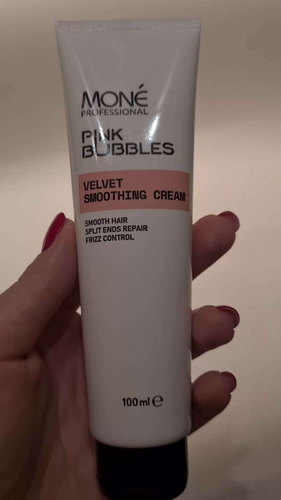 MONÉ
PROFESSIONAL
PINK
BUBBLES
VELVET
SMOOTHING CREAM
SMOOTH HAIR
SPLIT ENDS REPAIR
FRIZZ CONTROL
100 ml ℮